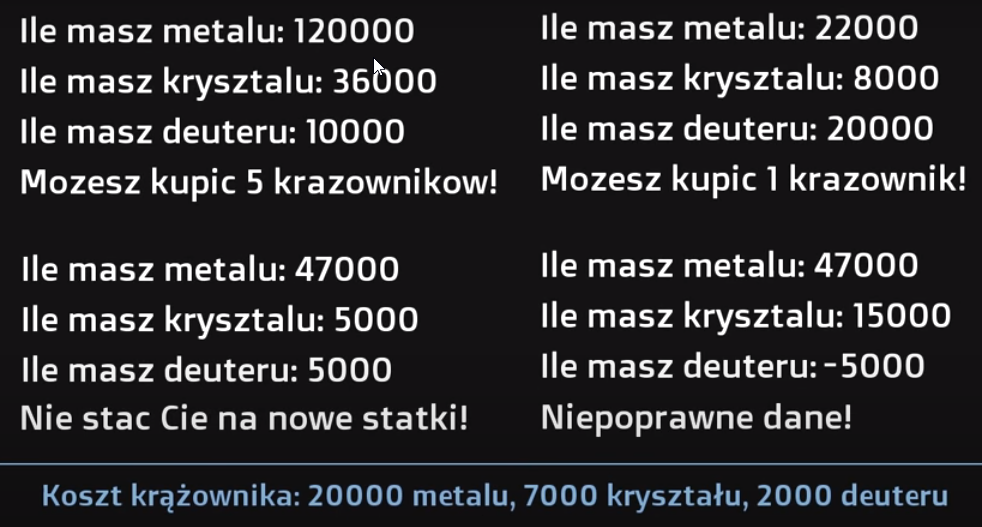 Ile masz metalu: 120000
Ile masz krysztalu: 36000
Ile masz deuteru: 10000
Mozesz kupic 5 krazownikow!
Ile masz metalu: 22000
Ile masz krysztalu: 8000
Ile masz deuteru: 20000
Mozesz kupic 1 krazownik!
Ile masz metalu: 47000
Ile masz krysztalu: 5000
Ile masz deuteru: 5000
Nie stac Cie na nowe statki!
Ile masz metalu: 47000
Ile masz krysztalu: 15000
Ile masz deuteru: -5000
Niepoprawne dane!
Koszt krążownika: 20000 metalu, 7000 kryształu, 2000 deuteru